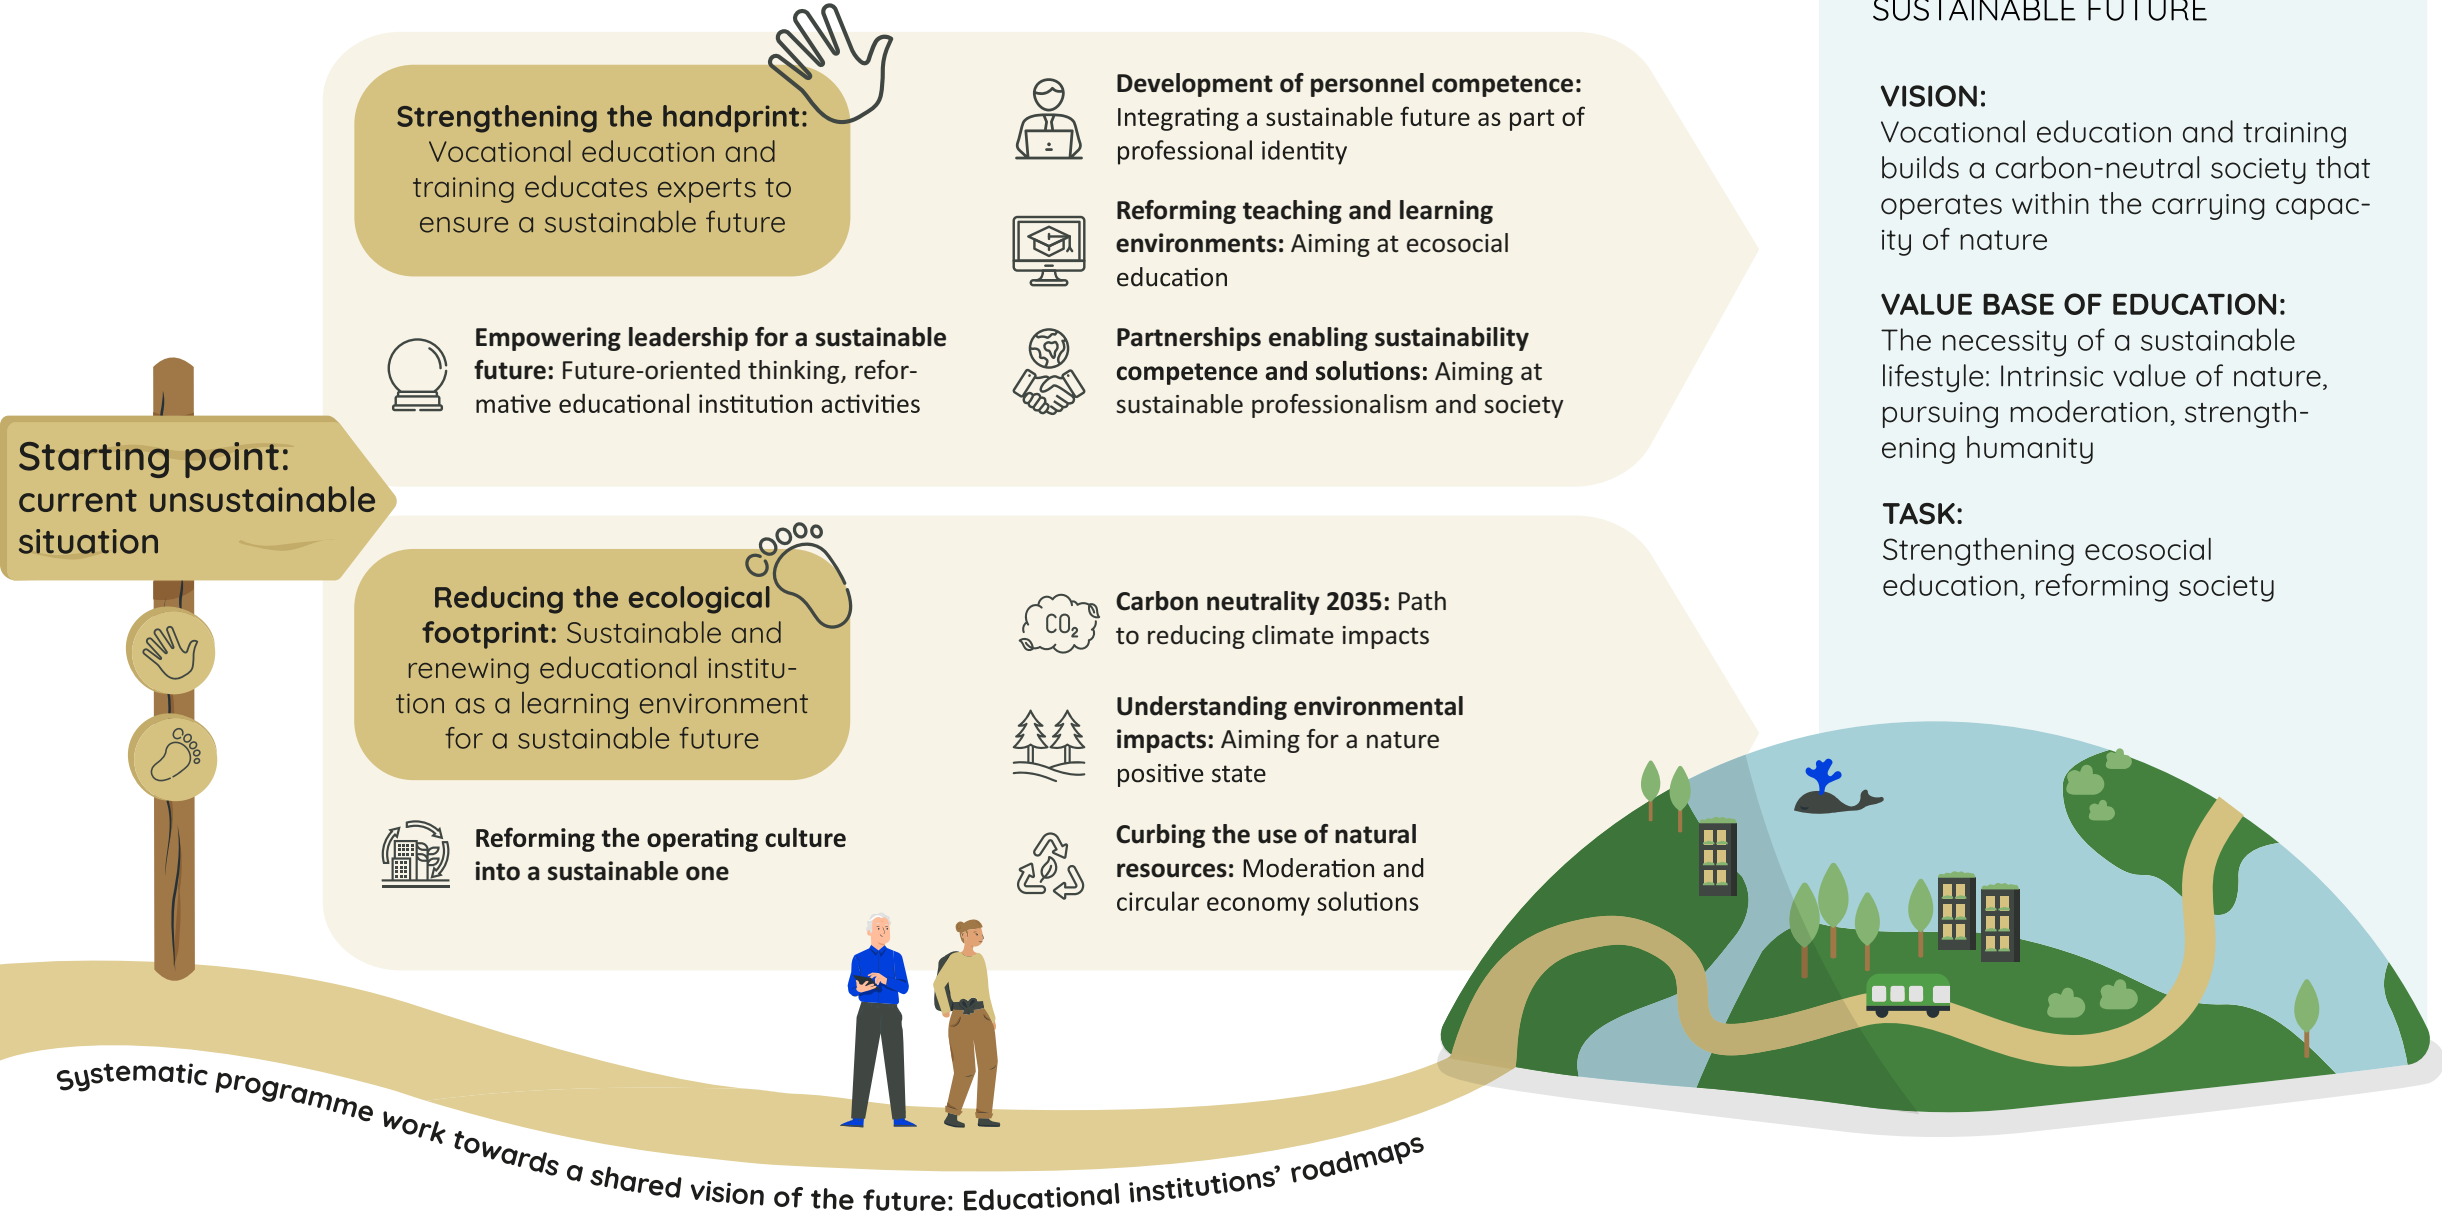 SUSTAINABLE FUTURE
Strengthening the handprint:
Vocational education and
training educates experts to
ensure a sustainable future
Empowering leadership for a sustainable
future: Future-oriented thinking, refor-
mative educational institution activities
Development of personnel competence:
Integrating a sustainable future as part of
professional identity
Reforming teaching and learning
environments: Aiming at ecosocial
education
Partnerships enabling sustainability
competence and solutions: Aiming at
sustainable professionalism and society
VISION:
Vocational education and training
builds a carbon-neutral society that
operates within the carrying capac-
ity of nature
VALUE BASE OF EDUCATION:
The necessity of a sustainable
lifestyle: Intrinsic value of nature,
pursuing moderation, strength-
ening humanity
TASK:
Strengthening ecosocial
education, reforming society
Starting point:
current unsustainable
situation
Reducing the ecological
footprint: Sustainable and
renewing educational institu-
tion as a learning environment
for a sustainable future
Reforming the operating culture
into a sustainable one
CO₂
Carbon neutrality 2035: Path
to reducing climate impacts
Understanding environmental
impacts: Aiming for a nature
positive state
Curbing the use of natural
resources: Moderation and
circular economy solutions
Systematic programme work towards a shared vision of the future: Educational institutions’ roadmaps